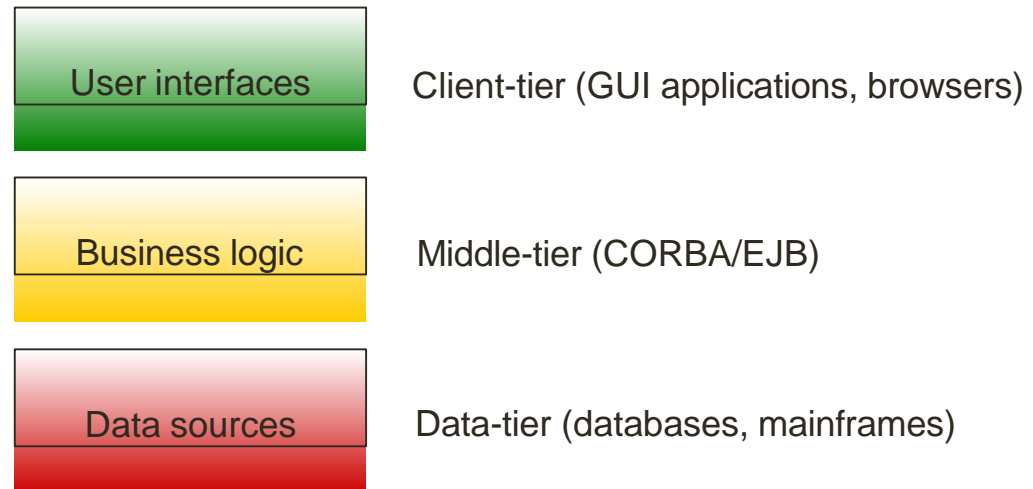 User interfaces
Client-tier (GUI applications, browsers)
Business logic
Middle-tier (CORBA/EJB)
Data sources
Data-tier (databases, mainframes)